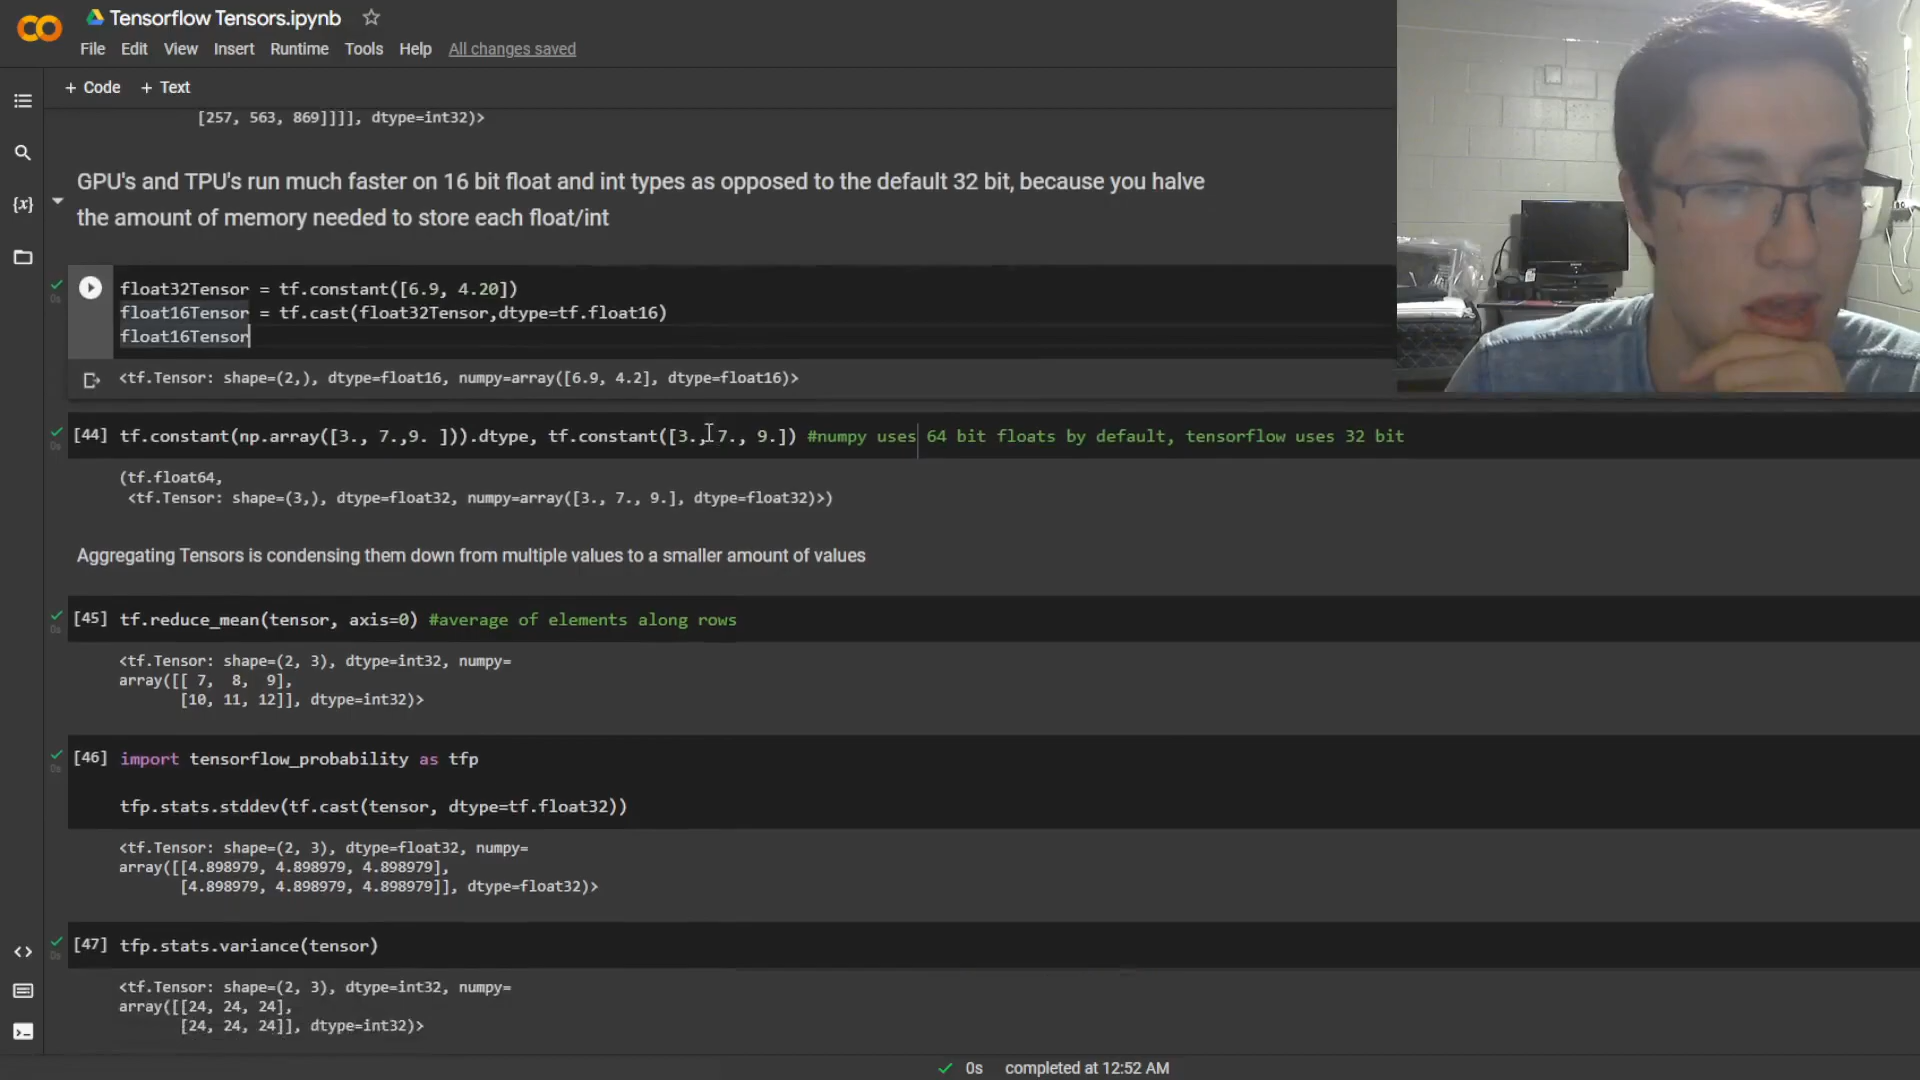 Tensorflow Tensors.ipynb
File Edit View Insert Runtime Tools Help All changes saved
+ Code + Text
[257, 563, 869]]]], dtype=int32)>
GPU's and TPU's run much faster on 16 bit float and int types as opposed to the default 32 bit, because you halve
the amount of memory needed to store each float/int
0s
float32Tensor = tf.constant([6.9, 4.20])
float16Tensor = tf.cast(float32Tensor,dtype=tf.float16)
float16Tensor
<tf.Tensor: shape=(2,), dtype=float16, numpy=array([6.9, 4.2], dtype=float16)>
[44] tf.constant(np.array([3., 7.,9. ])).dtype, tf.constant([3., 7., 9.]) #numpy uses 64 bit floats by default, tensorflow uses 32 bit
0s
(tf.float64,
<tf.Tensor: shape=(3,), dtype=float32, numpy=array([3., 7., 9.], dtype=float32)>)
Aggregating Tensors is condensing them down from multiple values to a smaller amount of values
[45] tf.reduce_mean(tensor, axis=0) #average of elements along rows
0s
<tf.Tensor: shape=(2, 3), dtype=int32, numpy=
array([[ 7, 8, 9],
[10, 11, 12]], dtype=int32)>
[46] import tensorflow_probability as tfp
0s
tfp.stats.stddev(tf.cast(tensor, dtype=tf.float32))
<tf.Tensor: shape=(2, 3), dtype=float32, numpy=
array([[4.898979, 4.898979, 4.898979],
[4.898979, 4.898979, 4.898979]], dtype=float32)>
[47] tfp.stats.variance(tensor)
0s
<tf.Tensor: shape=(2, 3), dtype=int32, numpy=
array([[24, 24, 24],
[24, 24, 24]], dtype=int32)>
0s completed at 12:52 AM